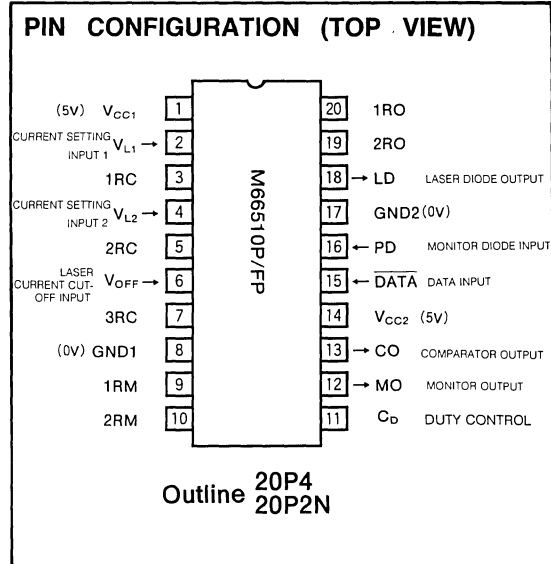 PIN CONFIGURATION (TOP VIEW)
(5V) VCC1 1
CURRENT SETTING
INPUT 1 VL1 → 2
1RC 3
CURRENT SETTING
INPUT 2 VL2 → 4
2RC 5
LASER
CURRENT CUT-
OFF INPUT VOFF → 6
3RC 7
(0V) GND1 8
1RM 9
2RM 10
M66510P/FP
20 1RO
19 2RO
18 → LD LASER DIODE OUTPUT
17 GND2(0V)
16 ← PD MONITOR DIODE INPUT
15 ← D̅A̅T̅A̅ DATA INPUT
14 VCC2 (5V)
13 → CO COMPARATOR OUTPUT
12 → MO MONITOR OUTPUT
11 CD DUTY CONTROL
Outline 20P4
20P2N